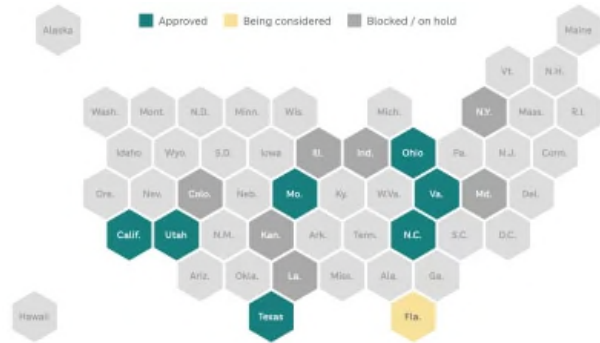 Alaska
Approved Being considered Blocked / on hold
Maine
Vt. N.H.
Wash. Mont. N.D. Minn. Wis. Mich. N.Y. Mass. R.I.
Idaho Wyo. S.D. Iowa Ill. Ind. Ohio Pa. N.J. Conn.
Ore. Nev. Colo. Neb. Mo. Ky. W.Va. Va. Md. Del.
Calif. Utah N.M. Kan. Ark. Tenn. N.C. S.C. D.C.
Ariz. Okla. La. Miss. Ala. Ga.
Hawaii Texas Fla.